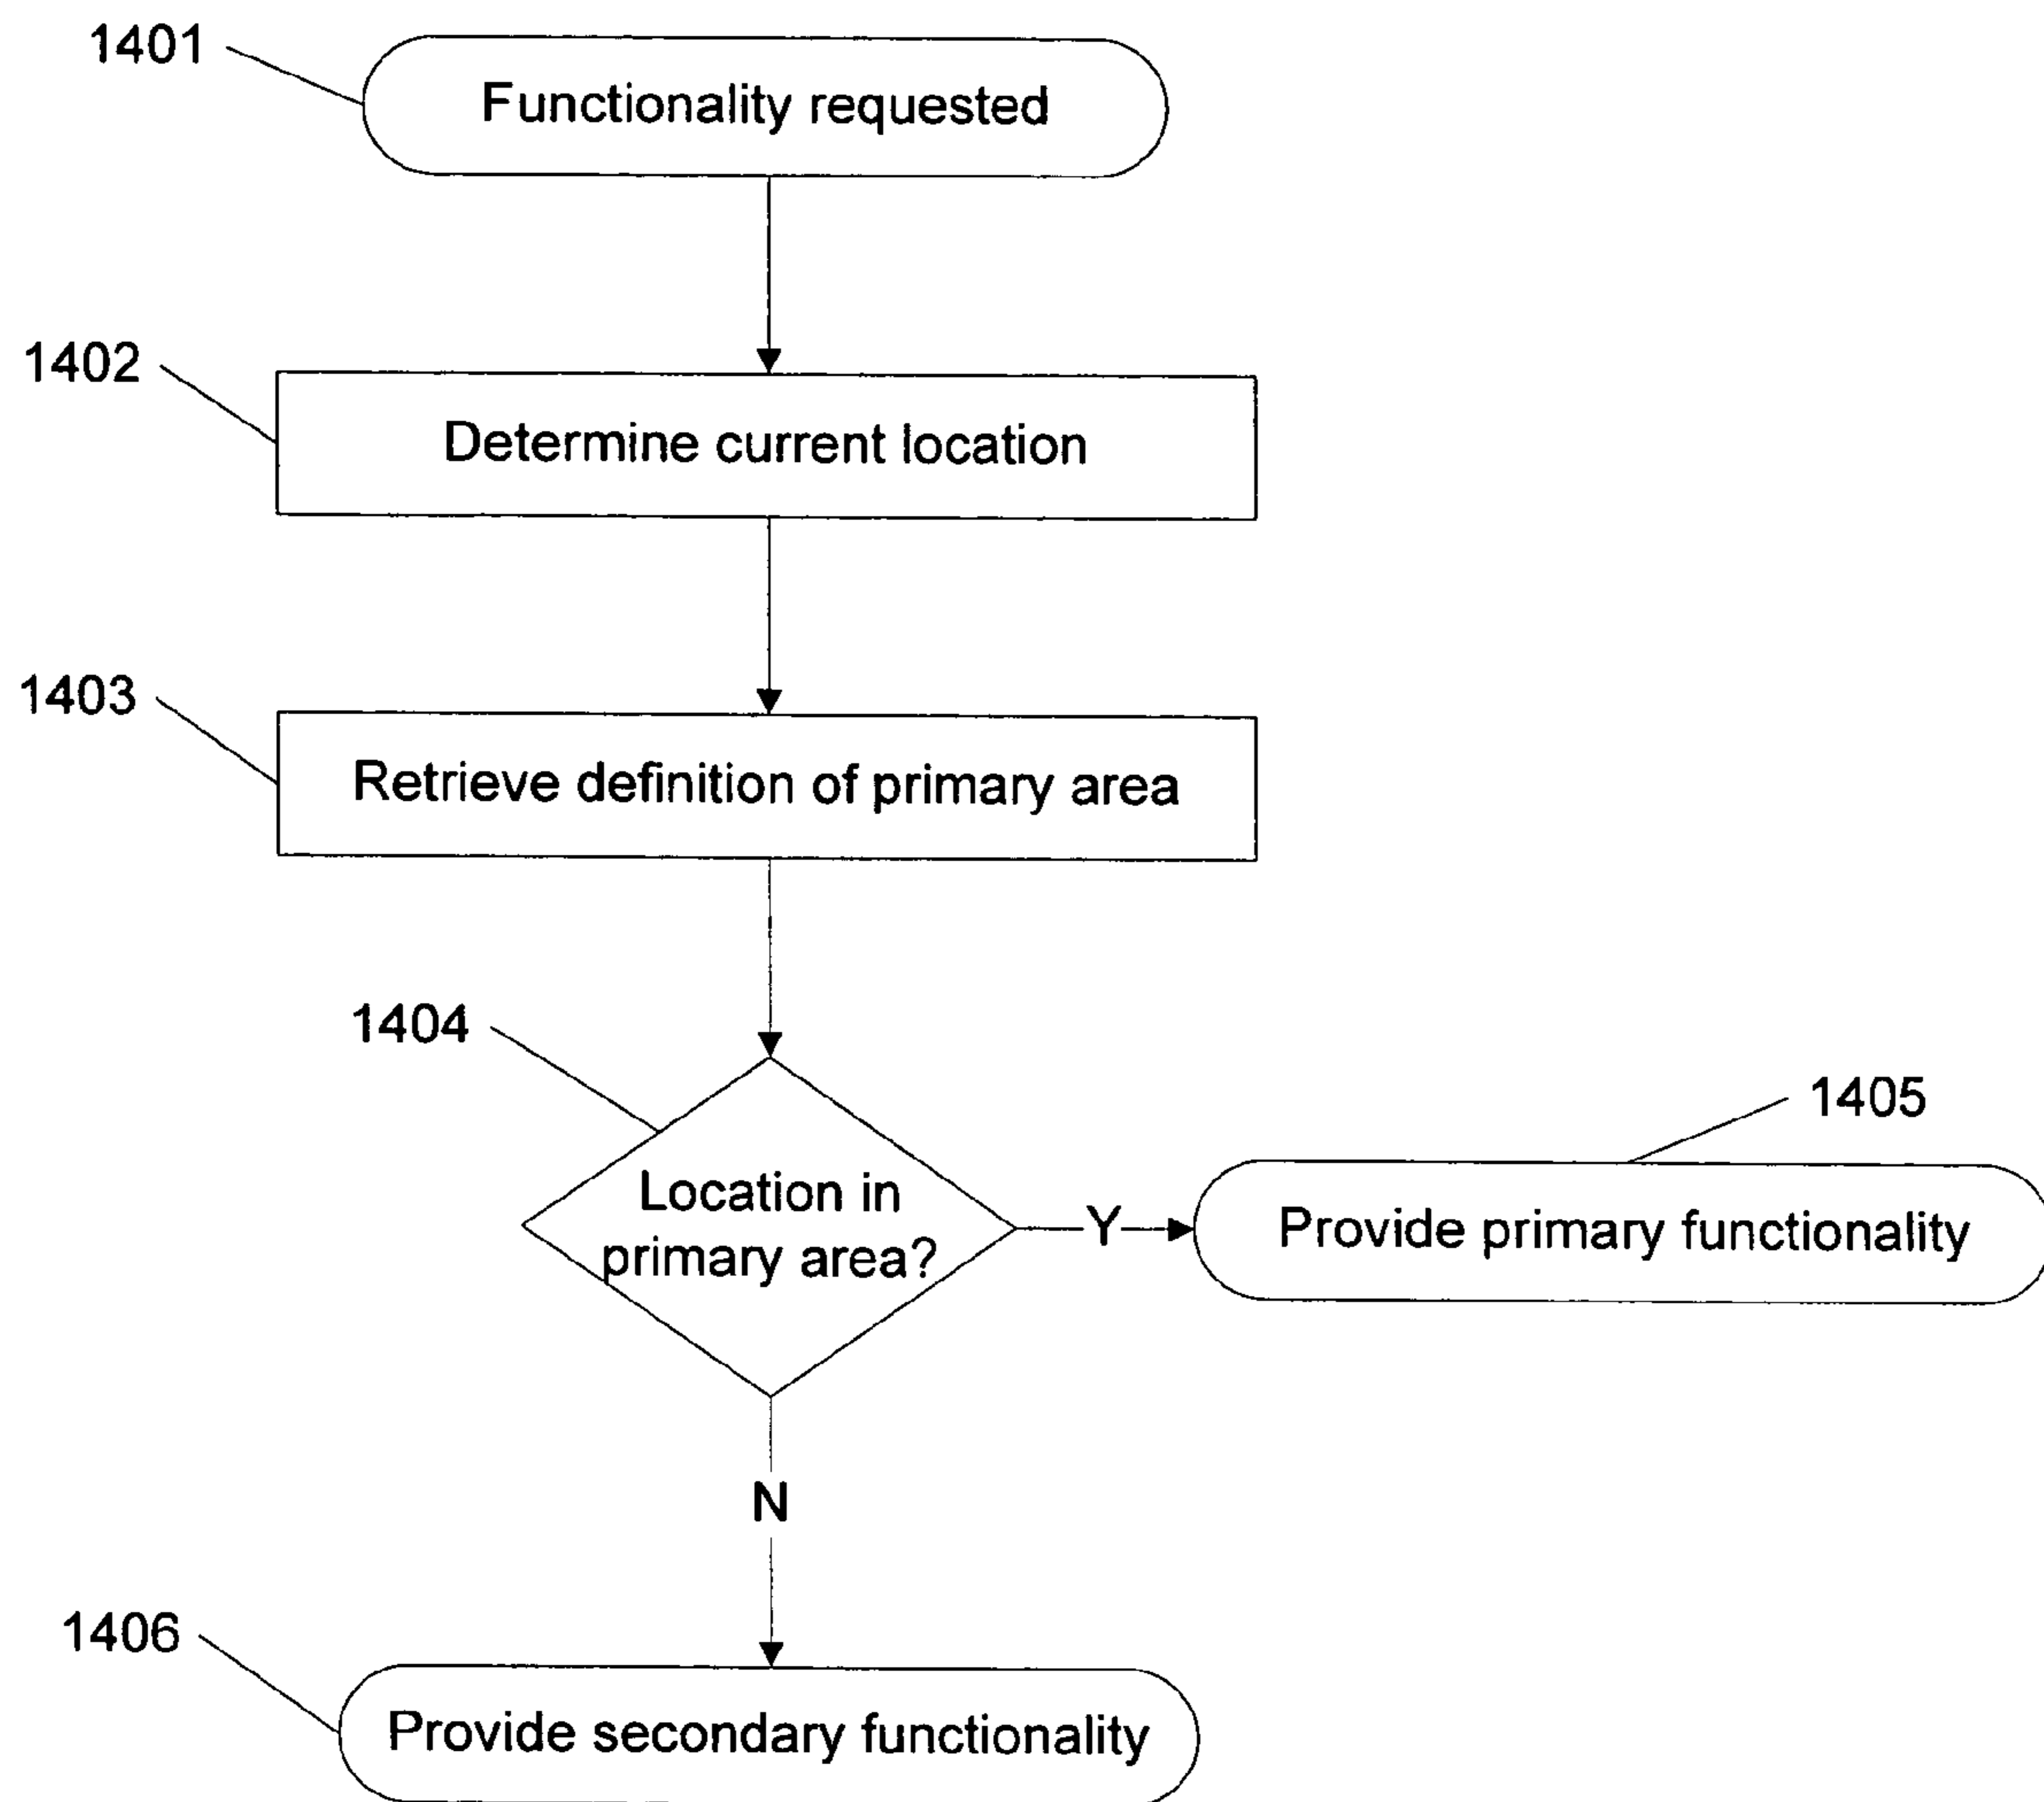 1401
Functionality requested
1402
Determine current location
1403
Retrieve definition of primary area
1404
Location in
primary area?
Y
1405
Provide primary functionality
N
1406
Provide secondary functionality